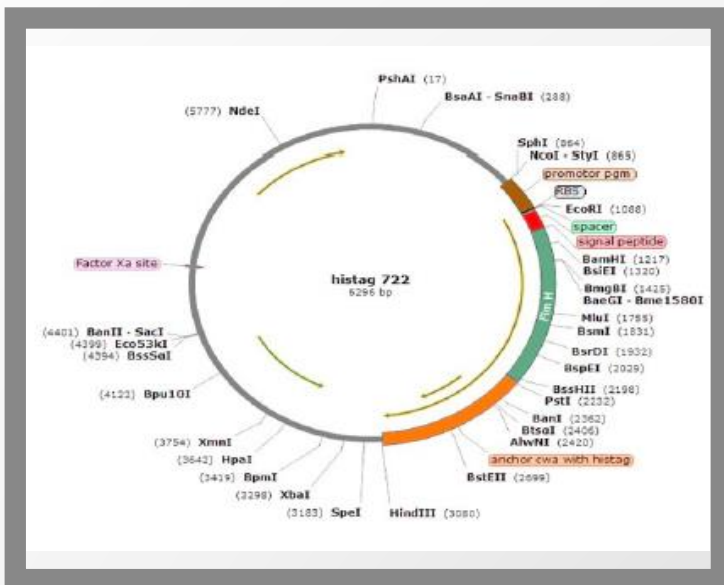 PshAI (17)
BsaAI - SnaBI (288)
(5777) NdeI
SphI (864)
NcoI - StyI (865)
promotor pgm
RBS
EcoRI (1088)
spacer
signal peptide
BamHI (1217)
BsiEI (1320)
BmgBI (1425)
BaeGI - Bme1580I
MluI (1755)
BsmI (1831)
BsrDI (1932)
BspEI (2029)
BssHII (2198)
PstI (2232)
BanI (2362)
BtsαI (2406)
AlwNI (2420)
anchor cwa with histag
BstEII (2699)
HindIII (3080)
(3183) SpeI
(3298) XbaI
(3419) BpmI
(3642) HpaI
(3754) XmnI
(4122) Bpu10I
(4394) BssSαI
(4399) Eco53kI
(4401) BanII - SacI
Factor Xa site
histag 722
6296 bp
Fim H